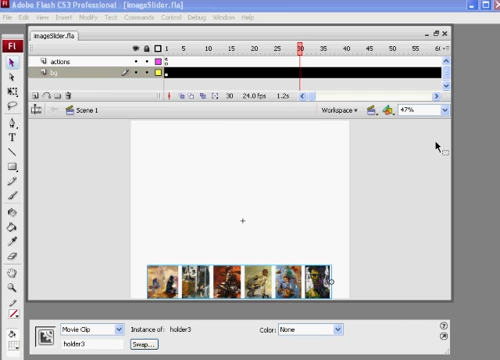 Adobe Flash CS3 Professional - [imageSlider.fla]
File Edit View Insert Modify Text Commands Control Debug Window Help
imageSlider.fla
1 5 10 15 20 25 30 35 40 45 50 55 60
actions
bg
30 24.0 fps 1.2s
Scene 1 Workspace 47%
Movie Clip Instance of: holder3 Color: None
holder3 Swap...